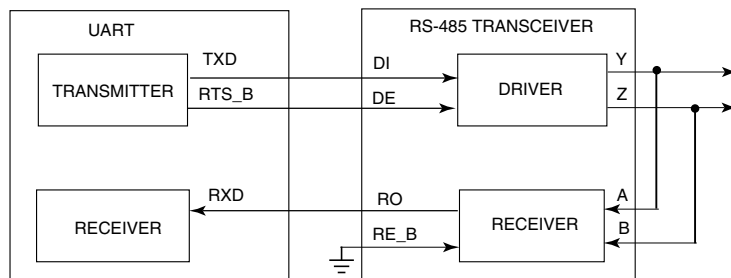 UART
RS-485 TRANSCEIVER
TXD
DI
Y
TRANSMITTER
DRIVER
RTS_B
DE
Z
RXD
RO
A
RECEIVER
RECEIVER
RE_B
B